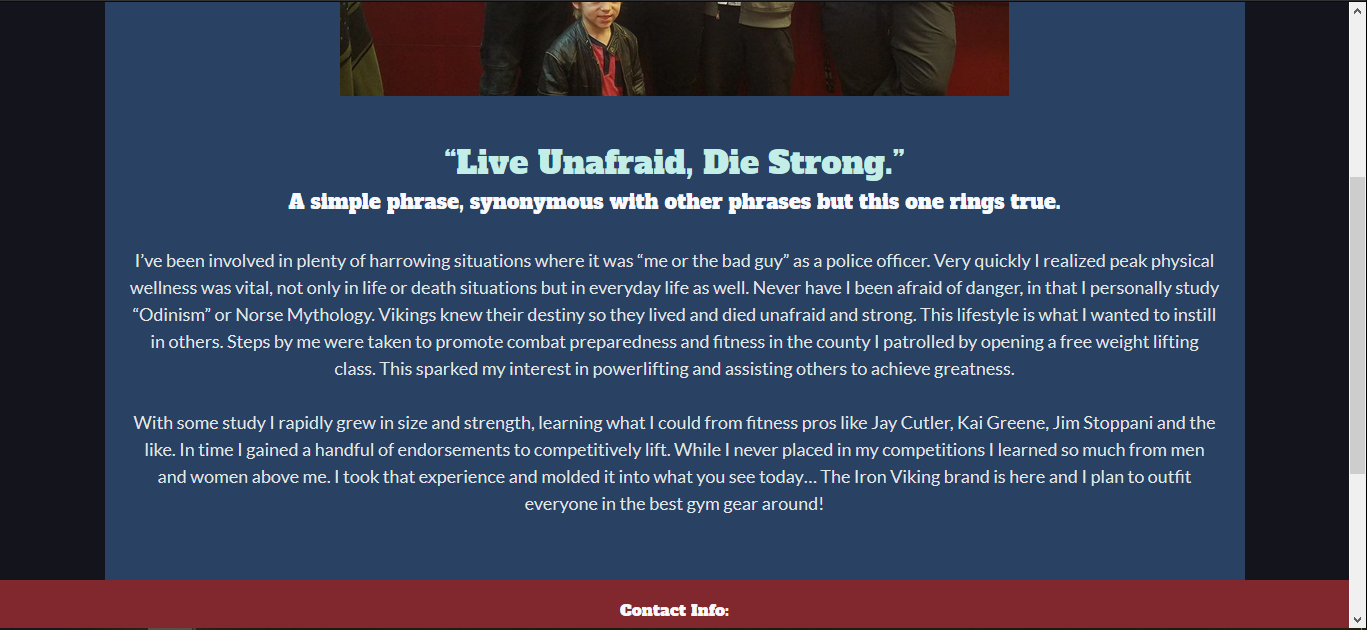 “Live Unafraid, Die Strong.”
A simple phrase, synonymous with other phrases but this one rings true.
I’ve been involved in plenty of harrowing situations where it was “me or the bad guy” as a police officer. Very quickly I realized peak physical
wellness was vital, not only in life or death situations but in everyday life as well. Never have I been afraid of danger, in that I personally study
“Odinism” or Norse Mythology. Vikings knew their destiny so they lived and died unafraid and strong. This lifestyle is what I wanted to instill
in others. Steps by me were taken to promote combat preparedness and fitness in the county I patrolled by opening a free weight lifting
class. This sparked my interest in powerlifting and assisting others to achieve greatness.
With some study I rapidly grew in size and strength, learning what I could from fitness pros like Jay Cutler, Kai Greene, Jim Stoppani and the
like. In time I gained a handful of endorsements to competitively lift. While I never placed in my competitions I learned so much from men
and women above me. I took that experience and molded it into what you see today… The Iron Viking brand is here and I plan to outfit
everyone in the best gym gear around!
Contact Info: